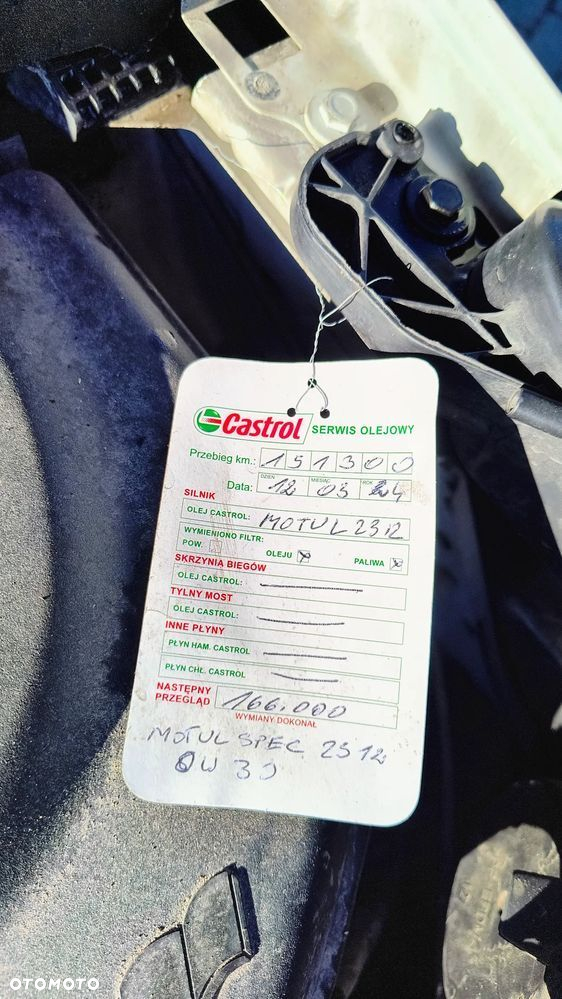 Castrol SERWIS OLEJOWY
Przebieg km.: 151300
DZIEŃ MIESIĄC ROK
Data: 12 03 24
SILNIK
OLEJ CASTROL: MOTUL 2312
WYMIENIONO FILTR:
POW. OLEJU PALIWA
SKRZYNIA BIEGÓW
OLEJ CASTROL:
TYLNY MOST
OLEJ CASTROL:
INNE PŁYNY
PŁYN HAM. CASTROL
PŁYN CHŁ. CASTROL
NASTĘPNY PRZEGLĄD 166.000
WYMIANY DOKONAŁ
MOTUL SPEC 2312
0W30
OTOMOTO